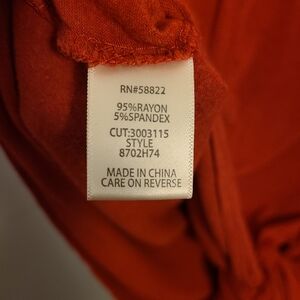 RN#58822
95%RAYON
5%SPANDEX
CUT:3003115
STYLE
8702H74
MADE IN CHINA
CARE ON REVERSE